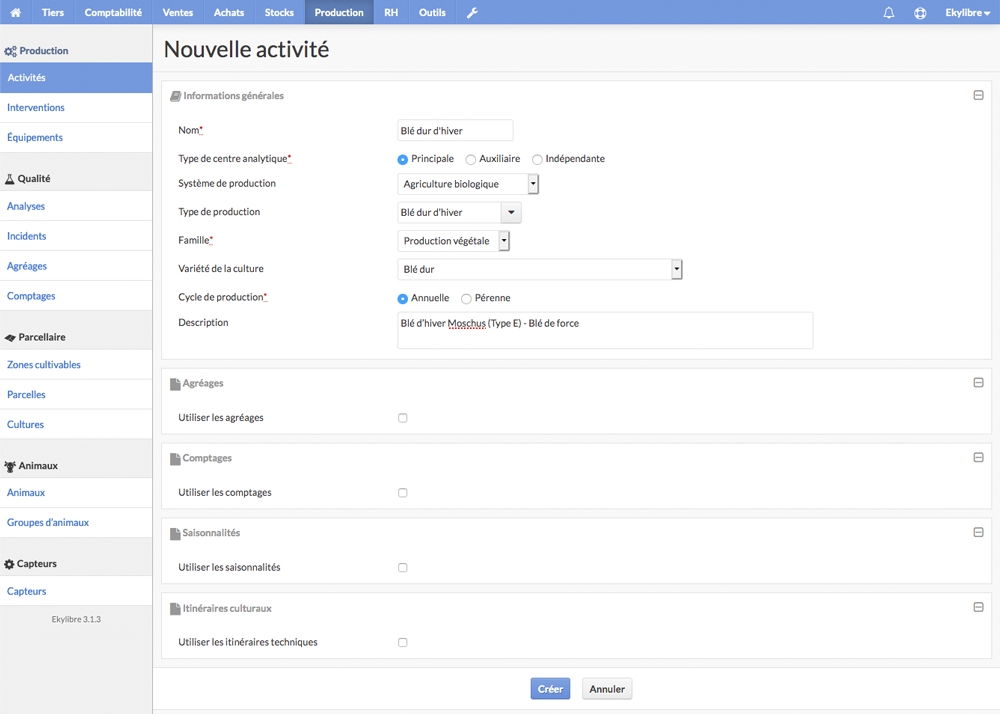 Tiers Comptabilité Ventes Achats Stocks Production RH Outils Ekylibre
Production
Activités
Interventions
Équipements
Qualité
Analyses
Incidents
Agréages
Comptages
Parcellaire
Zones cultivables
Parcelles
Cultures
Animaux
Animaux
Groupes d'animaux
Capteurs
Capteurs
Ekylibre 3.1.3
Nouvelle activité
Informations générales
Nom* Blé dur d'hiver
Type de centre analytique* Principale Auxiliaire Indépendante
Système de production Agriculture biologique
Type de production Blé dur d'hiver
Famille* Production végétale
Variété de la culture Blé dur
Cycle de production* Annuelle Pérenne
Description Blé d'hiver Moschus (Type E) - Blé de force
Agréages
Utiliser les agréages
Comptages
Utiliser les comptages
Saisonnalités
Utiliser les saisonnalités
Itinéraires culturaux
Utiliser les itinéraires techniques
Créer Annuler